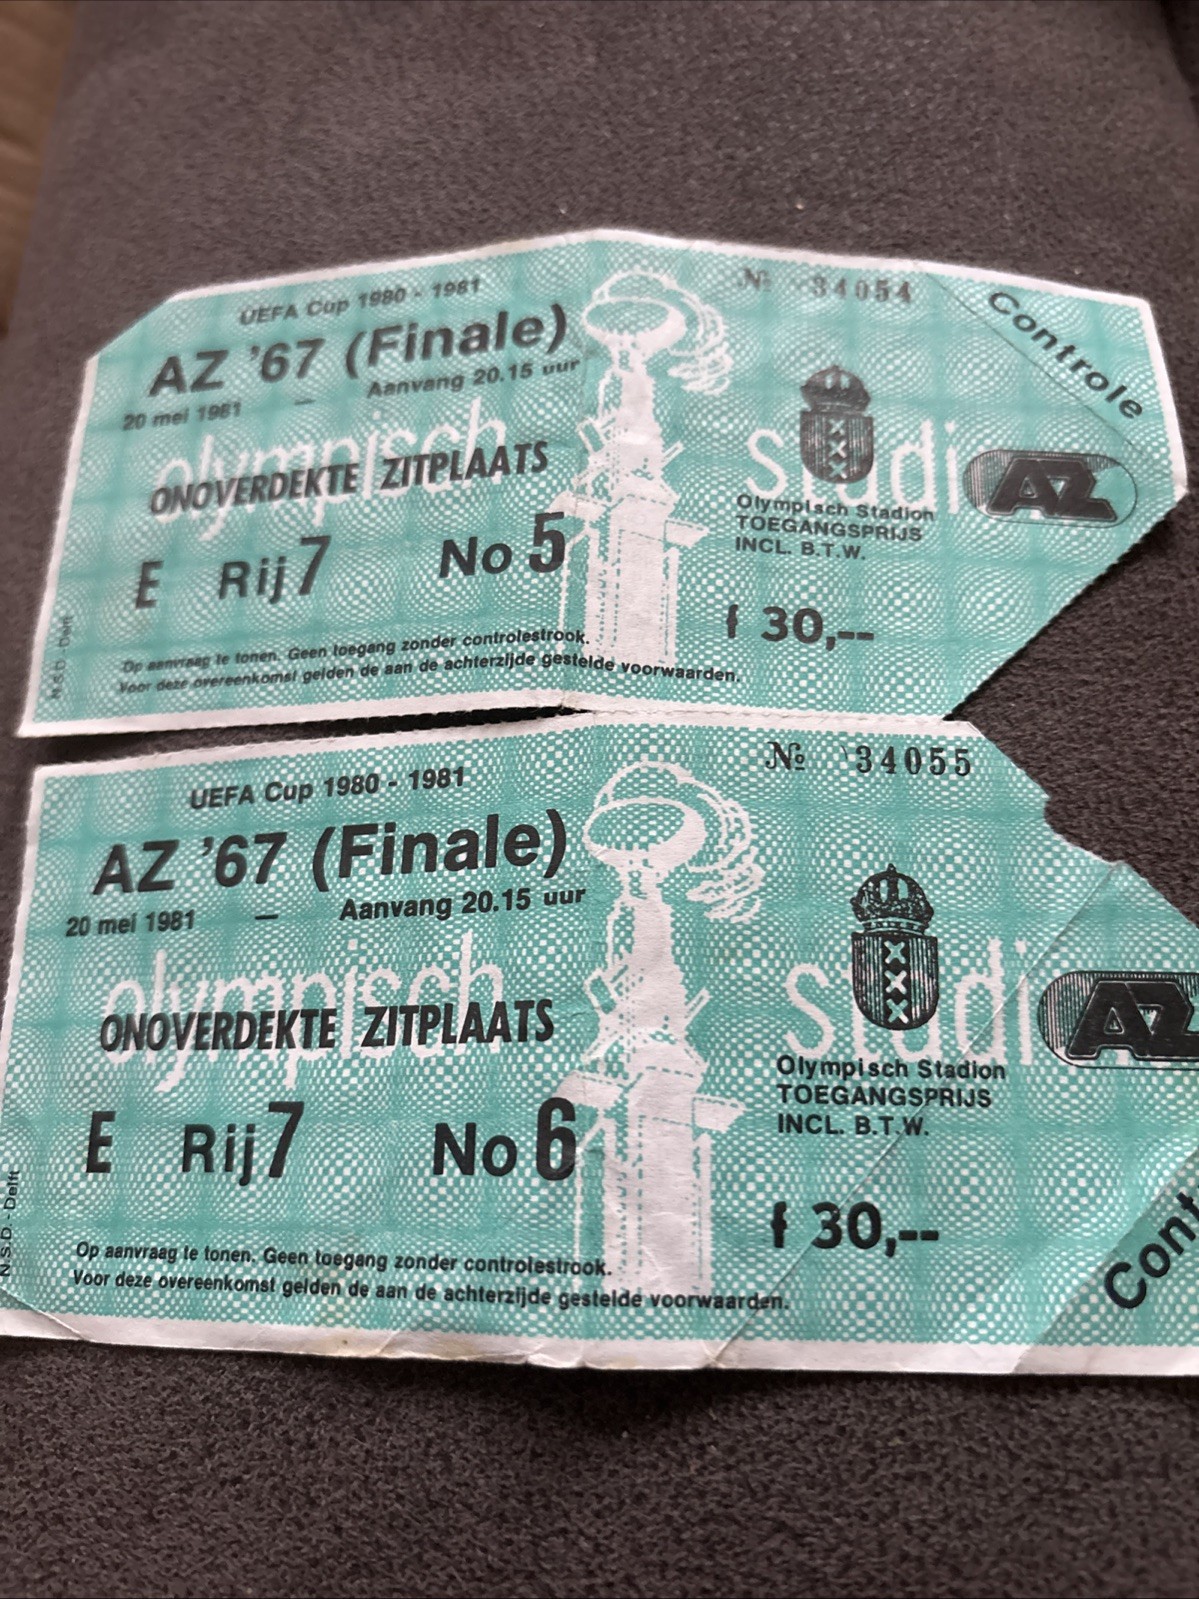 UEFA Cup 1980 - 1981
AZ '67 (Finale)
20 mei 1981 — Aanvang 20.15 uur
olympisch stadi
ONOVERDEKTE ZITPLAATS
E Rij 7 No 5
Op aanvraag te tonen. Geen toegang zonder controlestrook.
Voor deze overeenkomst gelden de aan de achterzijde gestelde voorwaarden.
N.S.D. - Delft
№ 34054
Controle
XXX
AZ
Olympisch Stadion
TOEGANGSPRIJS
INCL. B.T.W.
f 30,--
UEFA Cup 1980 - 1981
AZ '67 (Finale)
20 mei 1981 — Aanvang 20.15 uur
olympisch stadi
ONOVERDEKTE ZITPLAATS
E Rij 7 No 6
Op aanvraag te tonen. Geen toegang zonder controlestrook.
Voor deze overeenkomst gelden de aan de achterzijde gestelde voorwaarden.
N.S.D. - Delft
№ 34055
XXX
AZ
Olympisch Stadion
TOEGANGSPRIJS
INCL. B.T.W.
f 30,--
Cont